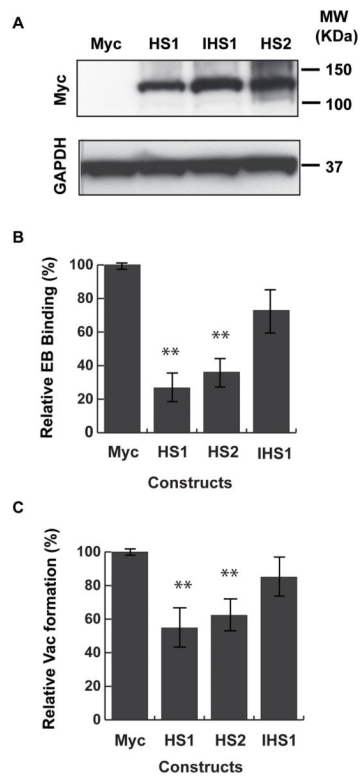 A
Myc HS1 IHS1 HS2 MW
(KDa)
Myc
150
100
GAPDH
37
B
Relative EB Binding (%)
100
80
60
40
20
0
** **
Myc HS1 HS2 IHS1
Constructs
C
Relative Vac formation (%)
100
80
60
40
20
0
** **
Myc HS1 HS2 IHS1
Constructs